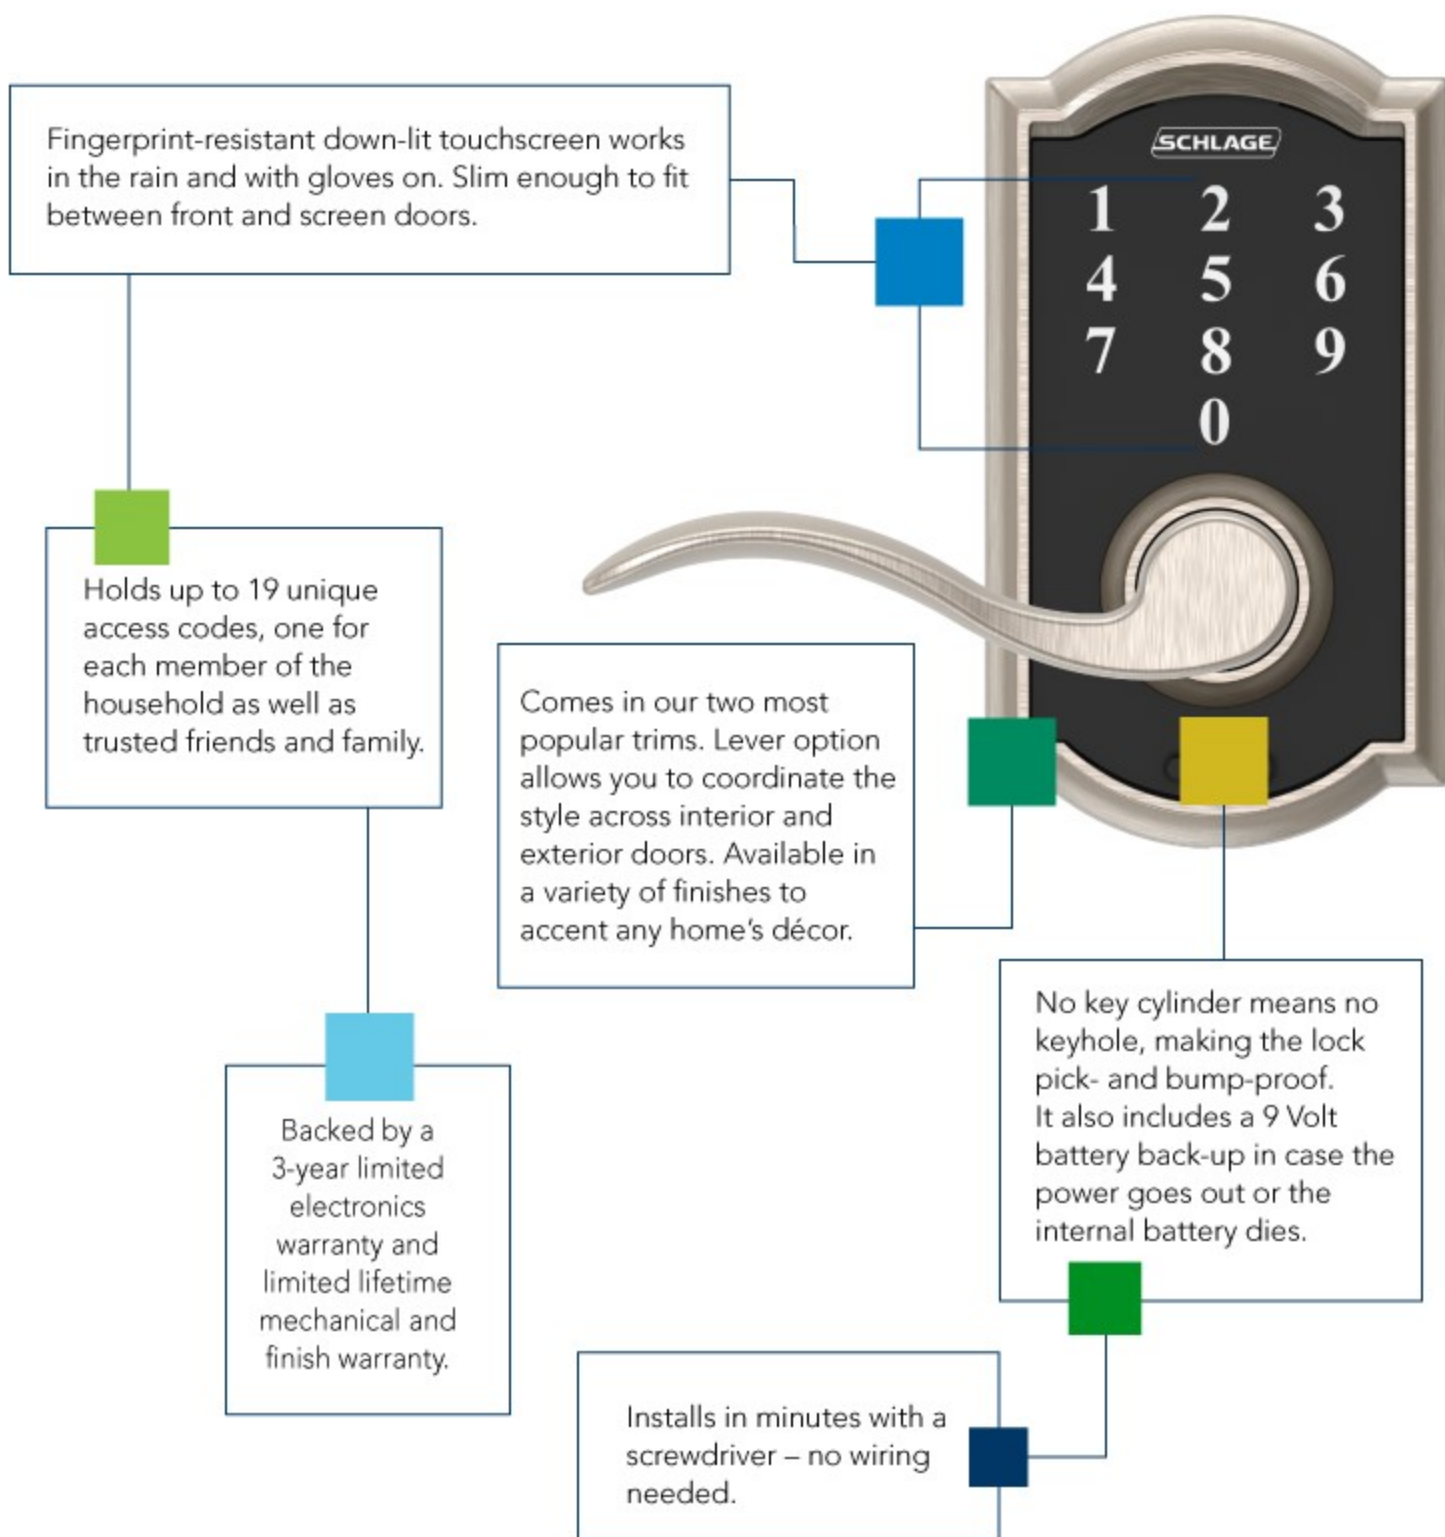 Fingerprint-resistant down-lit touchscreen works
in the rain and with gloves on. Slim enough to fit
between front and screen doors.
SCHLAGE
1 2 3
4 5 6
7 8 9
0
Holds up to 19 unique
access codes, one for
each member of the
household as well as
trusted friends and family.
Comes in our two most
popular trims. Lever option
allows you to coordinate the
style across interior and
exterior doors. Available in
a variety of finishes to
accent any home's décor.
No key cylinder means no
keyhole, making the lock
pick- and bump-proof.
It also includes a 9 Volt
battery back-up in case the
power goes out or the
internal battery dies.
Backed by a
3-year limited
electronics
warranty and
limited lifetime
mechanical and
finish warranty.
Installs in minutes with a
screwdriver – no wiring
needed.